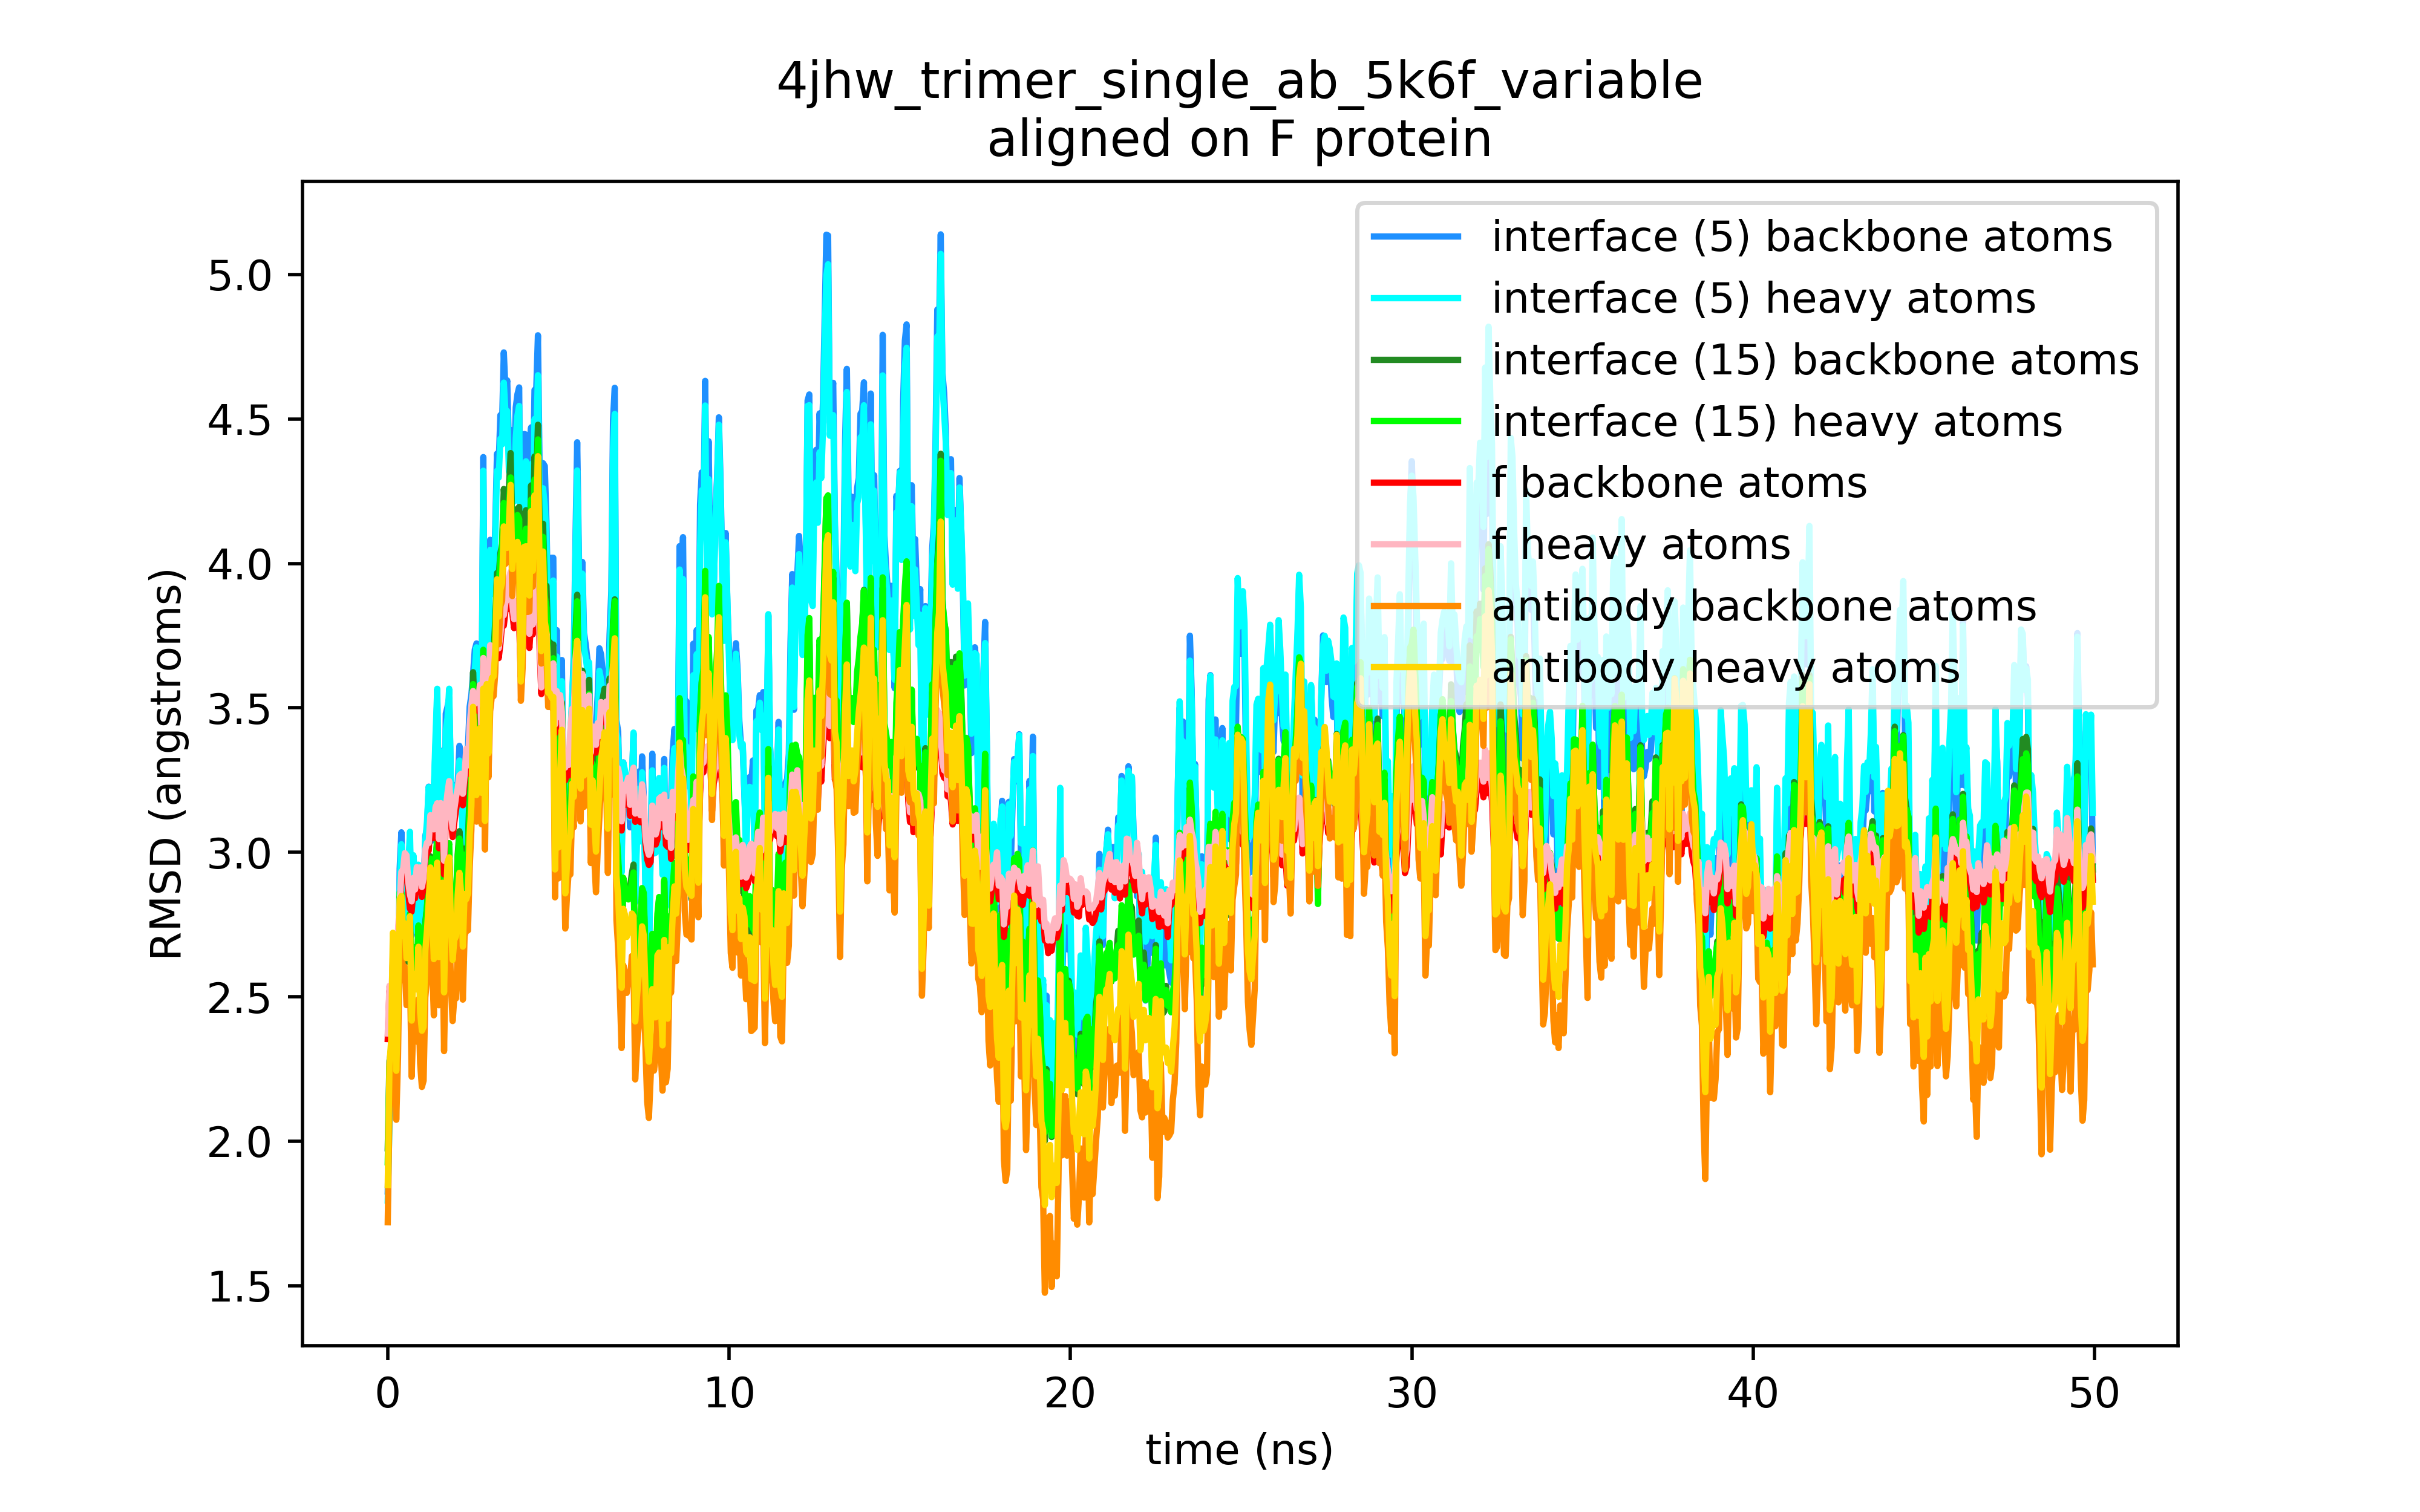 4jhw_trimer_single_ab_5k6f_variable
aligned on F protein
RMSD (angstroms)
5.0
4.5
4.0
3.5
3.0
2.5
2.0
1.5
interface (5) backbone atoms
interface (5) heavy atoms
interface (15) backbone atoms
interface (15) heavy atoms
f backbone atoms
f heavy atoms
antibody backbone atoms
antibody heavy atoms
0 10 20 30 40 50
time (ns)